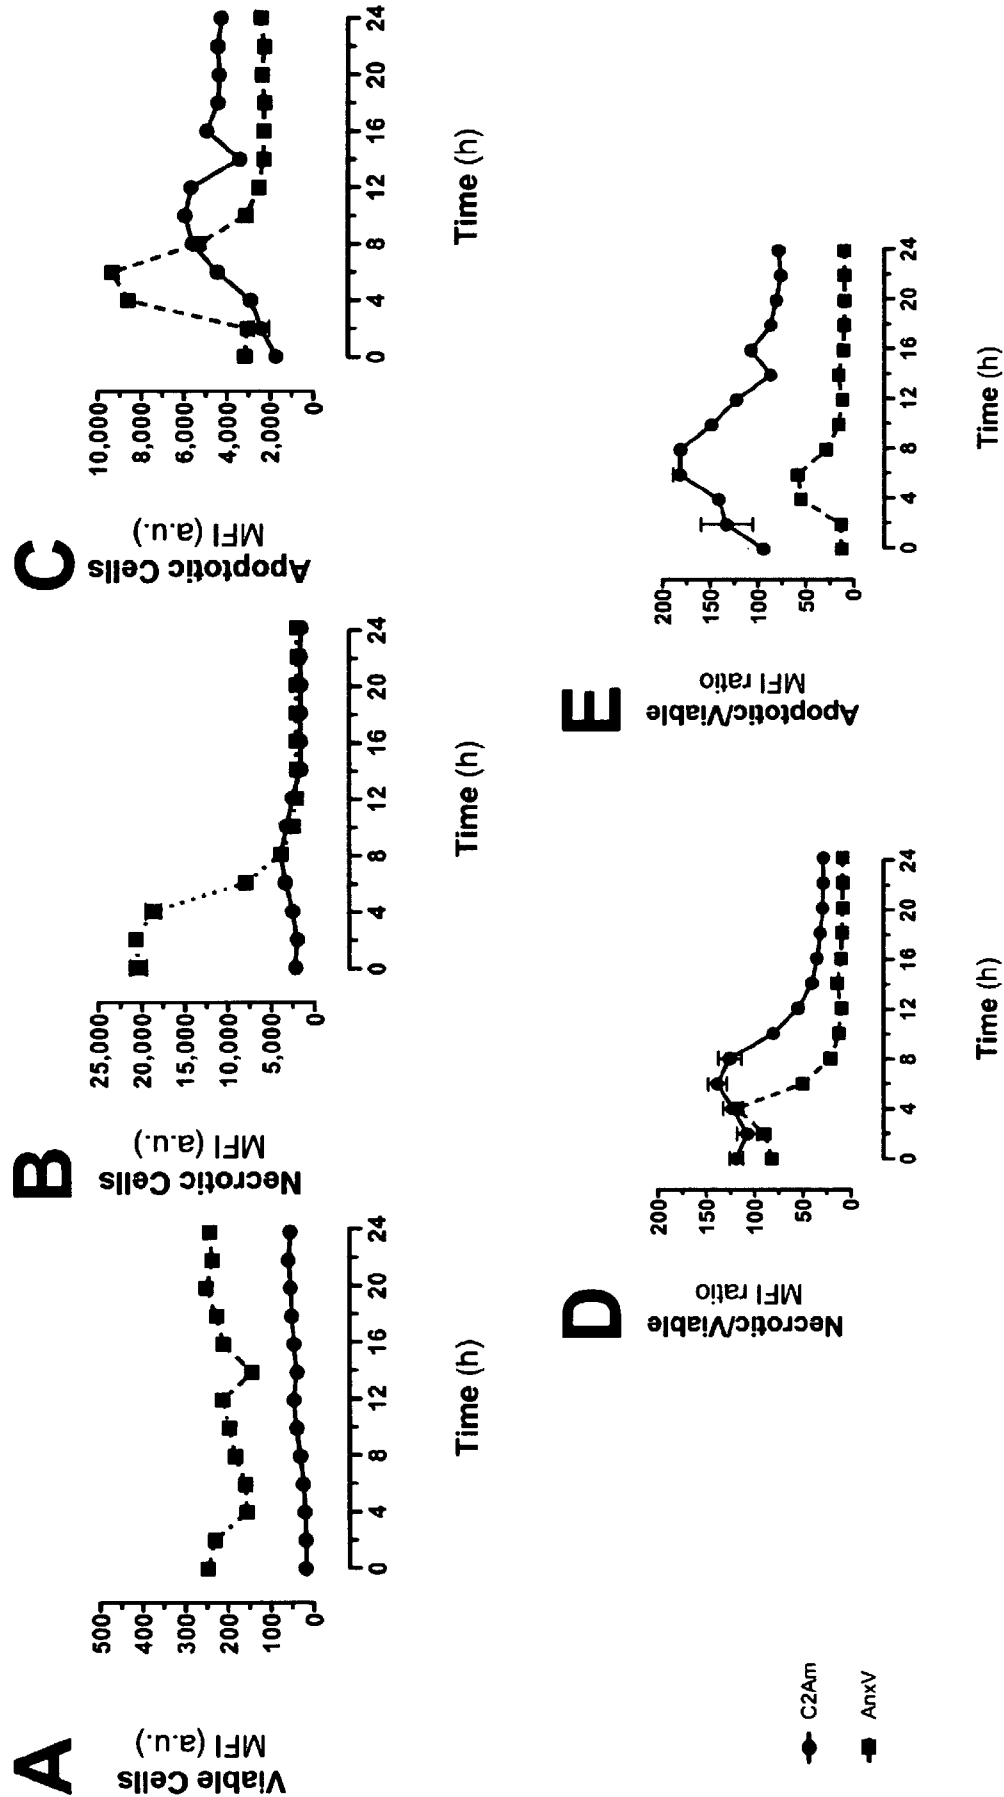 A
Viable Cells
MFI (a.u.)
500
400
300
200
100
0
0 4 8 12 16 20 24
Time (h)
B
Necrotic Cells
MFI (a.u.)
25,000
20,000
15,000
10,000
5,000
0
0 4 8 12 16 20 24
Time (h)
C
Apoptotic Cells
MFI (a.u.)
10,000
8,000
6,000
4,000
2,000
0
0 4 8 12 16 20 24
Time (h)
D
Necrotic/Viable
MFI ratio
200
150
100
50
0
0 4 8 12 16 20 24
Time (h)
E
Apoptotic/Viable
MFI ratio
200
150
100
50
0
0 4 8 12 16 20 24
Time (h)
C2Am
AnxV